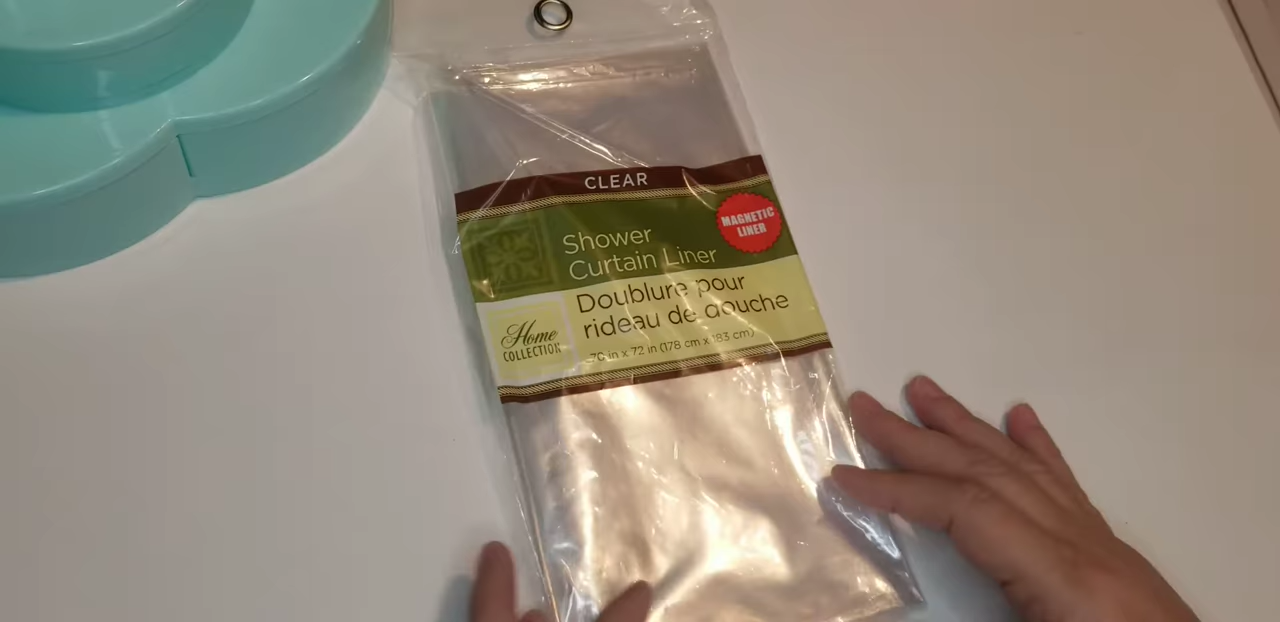 CLEAR
MAGNETIC
LINER
Shower
Curtain Liner
Doublure pour
rideau de douche
Home
COLLECTION
70 in x 72 in (178 cm x 183 cm)